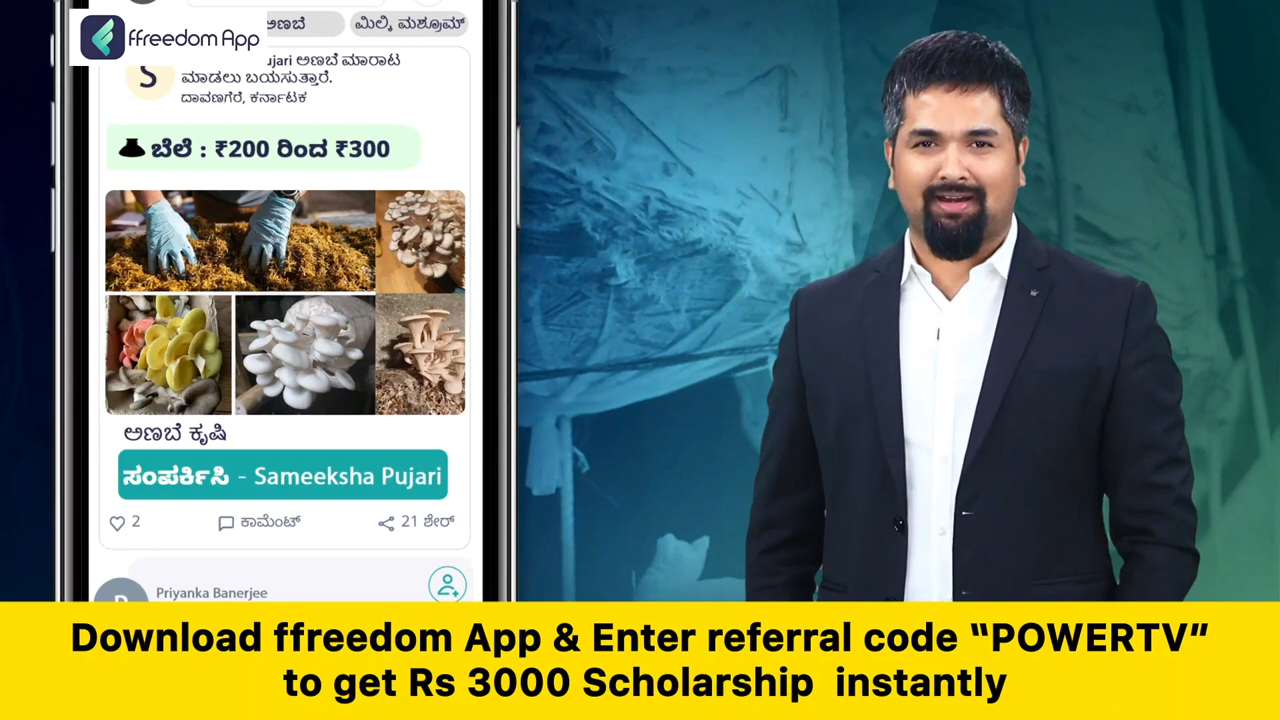 ffreedom App
ಅಣಬೆ
ಮಿಲ್ಕಿ ಮಶ್ರೂಮ್
S
ಅಣಬೆ ಮಾರಾಟ
ಮಾಡಲು ಬಯಸುತ್ತಾರೆ.
ದಾವಣಗೆರೆ, ಕರ್ನಾಟಕ
ಬೆಲೆ : ₹200 ರಿಂದ ₹300
ಅಣಬೆ ಕೃಷಿ
ಸಂಪರ್ಕಿಸಿ - Sameeksha Pujari
2 ಕಾಮೆಂಟ್ 21 ಶೇರ್
Priyanka Banerjee
Download ffreedom App & Enter referral code “POWERTV”
to get Rs 3000 Scholarship instantly